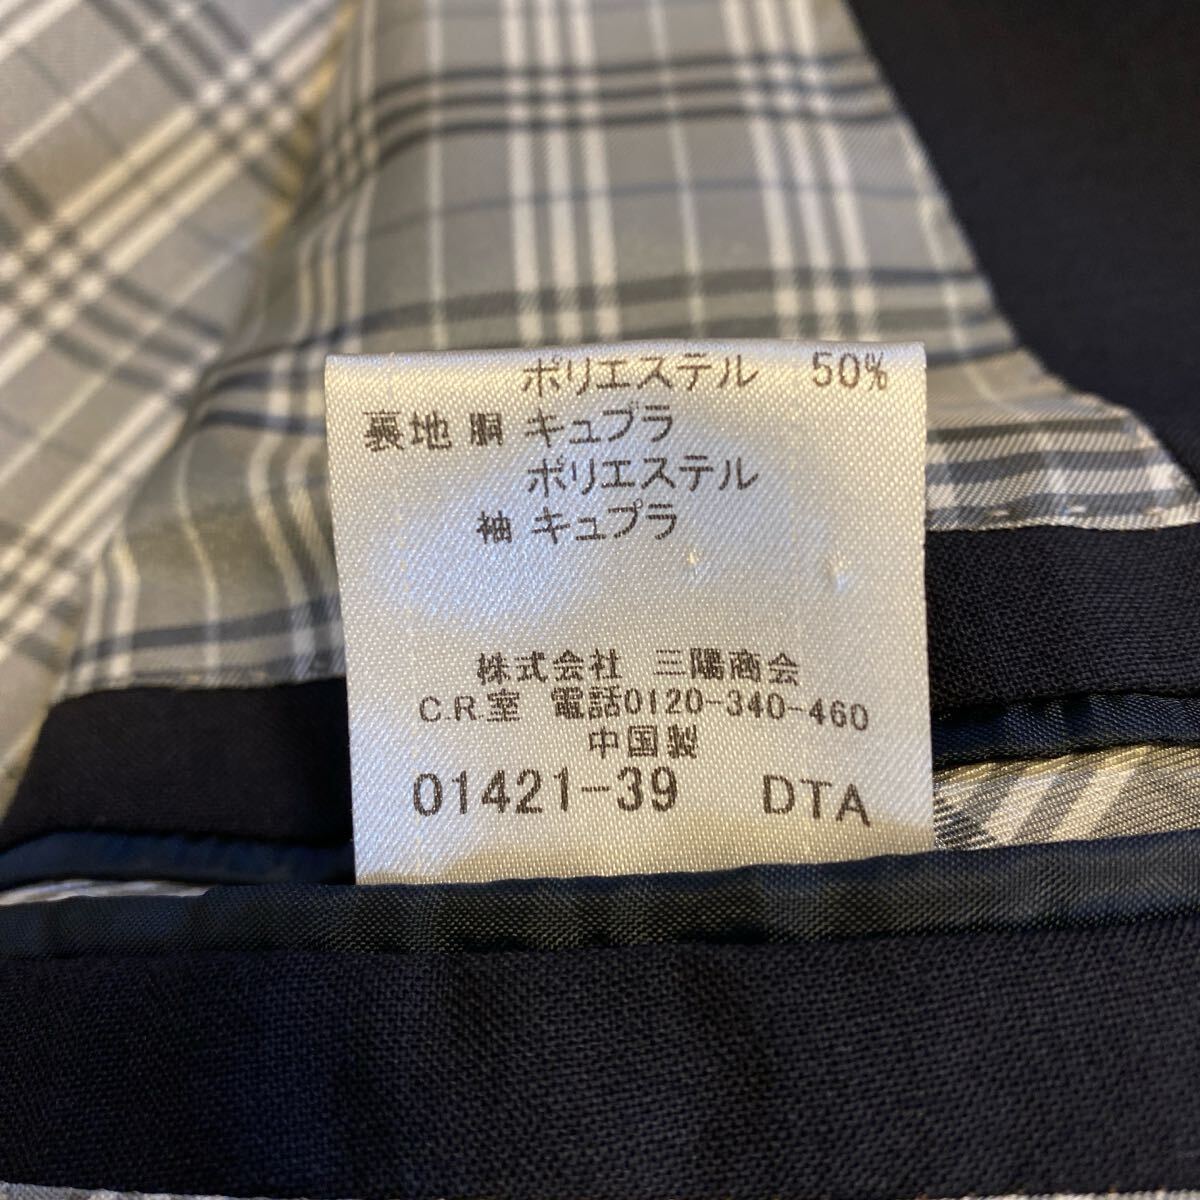 ポリエステル 50%
裏地 胴 キュプラ
ポリエステル
袖 キュプラ
株式会社 三陽商会
C.R.室 電話0120-340-460
中国製
01421-39 DTA